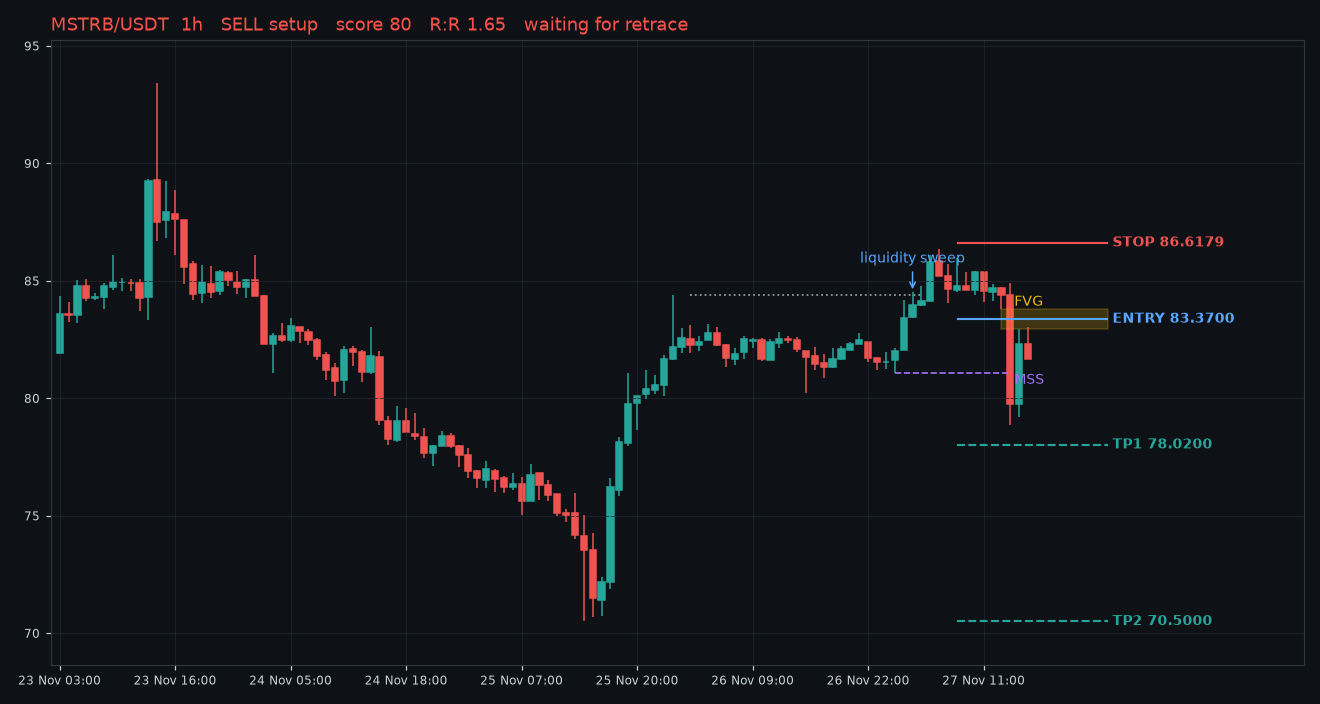 MSTRB/USDT 1h SELL setup score 80 R:R 1.65 waiting for retrace
95
90
85
80
75
70
liquidity sweep
STOP 86.6179
FVG
ENTRY 83.3700
MSS
TP1 78.0200
TP2 70.5000
23 Nov 03:00 23 Nov 16:00 24 Nov 05:00 24 Nov 18:00 25 Nov 07:00 25 Nov 20:00 26 Nov 09:00 26 Nov 22:00 27 Nov 11:00